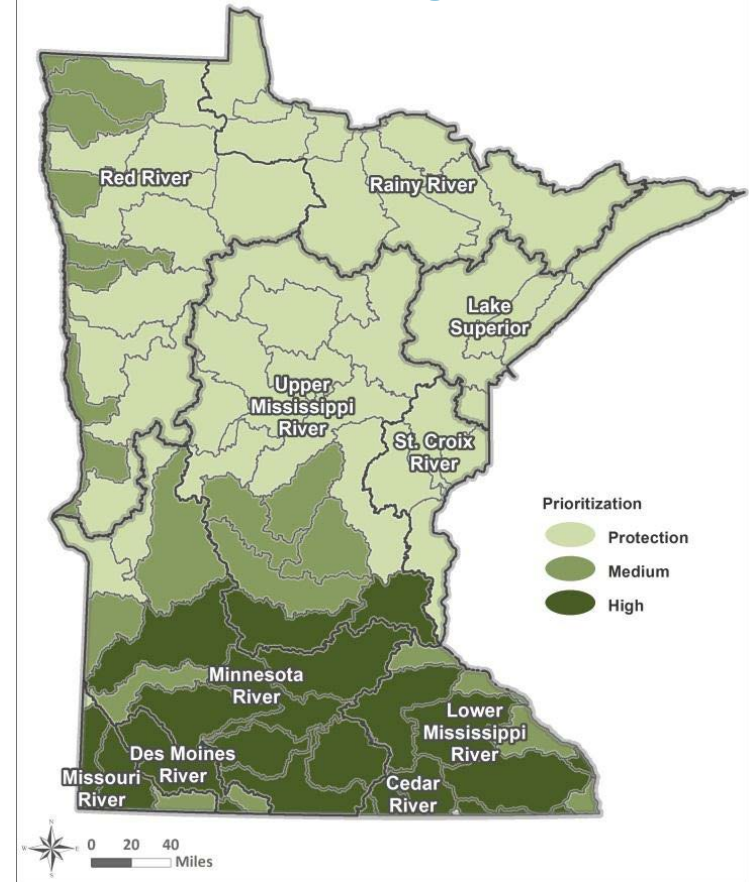 Red River
Rainy River
Lake
Superior
Upper
Mississippi
River
St. Croix
River
Prioritization
Protection
Medium
High
Minnesota
River
Lower
Mississippi
River
Des Moines
River
Missouri
River
Cedar
River
N
W
E
S
0 20 40
Miles